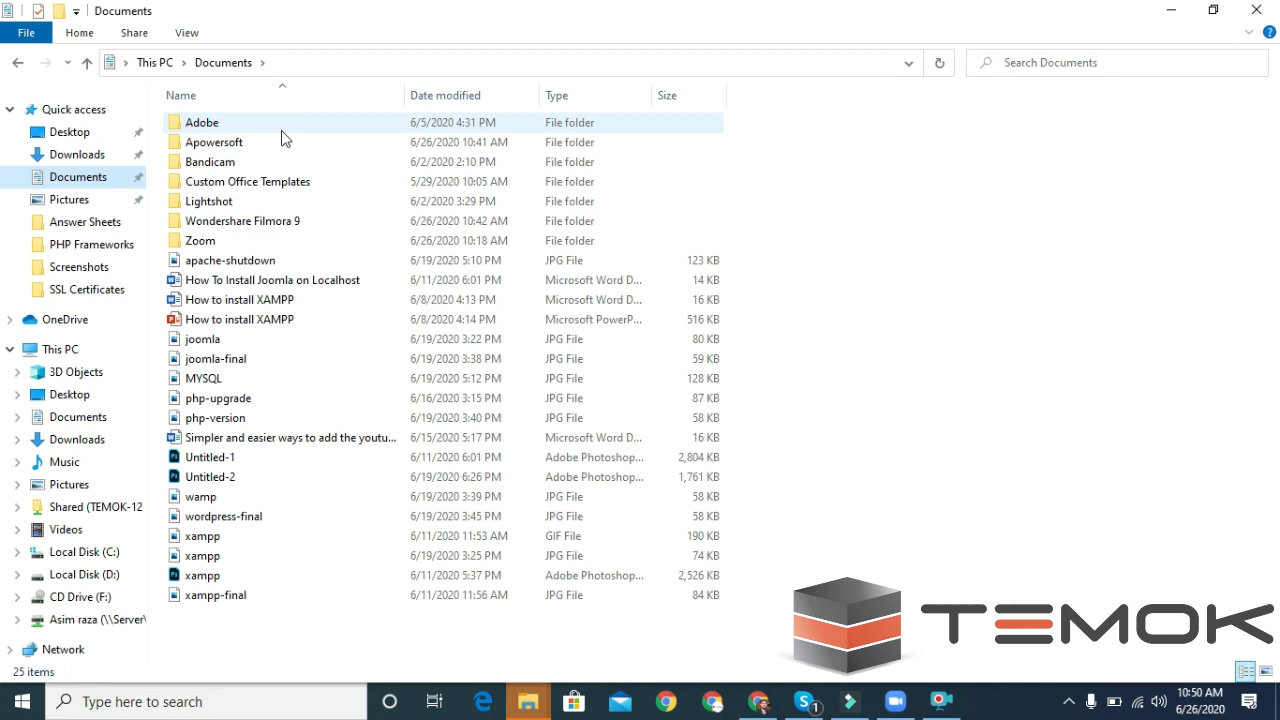 Documents
File Home Share View
This PC Documents
Search Documents
Name Date modified Type Size
Quick access
Desktop
Downloads
Documents
Pictures
Answer Sheets
PHP Frameworks
Screenshots
SSL Certificates
OneDrive
This PC
3D Objects
Desktop
Documents
Downloads
Music
Pictures
Shared (TEMOK-12
Videos
Local Disk (C:)
Local Disk (D:)
CD Drive (F:)
Asim raza (\\Server\
Network
Adobe 6/5/2020 4:31 PM File folder
Apowersoft 6/26/2020 10:41 AM File folder
Bandicam 6/2/2020 2:10 PM File folder
Custom Office Templates 5/29/2020 10:05 AM File folder
Lightshot 6/2/2020 3:29 PM File folder
Wondershare Filmora 9 6/26/2020 10:42 AM File folder
Zoom 6/26/2020 10:18 AM File folder
apache-shutdown 6/19/2020 5:10 PM JPG File 123 KB
How To Install Joomla on Localhost 6/11/2020 6:01 PM Microsoft Word D... 14 KB
How to install XAMPP 6/8/2020 4:13 PM Microsoft Word D... 16 KB
How to install XAMPP 6/8/2020 4:14 PM Microsoft PowerP... 516 KB
joomla 6/19/2020 3:22 PM JPG File 80 KB
joomla-final 6/19/2020 3:38 PM JPG File 59 KB
MYSQL 6/19/2020 5:12 PM JPG File 128 KB
php-upgrade 6/16/2020 3:15 PM JPG File 87 KB
php-version 6/19/2020 3:40 PM JPG File 58 KB
Simpler and easier ways to add the youtu... 6/15/2020 5:17 PM Microsoft Word D... 16 KB
Untitled-1 6/11/2020 6:01 PM Adobe Photoshop... 2,804 KB
Untitled-2 6/19/2020 6:26 PM Adobe Photoshop... 1,761 KB
wamp 6/19/2020 3:39 PM JPG File 58 KB
wordpress-final 6/19/2020 3:45 PM JPG File 58 KB
xampp 6/11/2020 11:53 AM GIF File 190 KB
xampp 6/19/2020 3:25 PM JPG File 74 KB
xampp 6/11/2020 5:37 PM Adobe Photoshop... 2,526 KB
xampp-final 6/11/2020 11:56 AM JPG File 84 KB
TEMOK
25 items
Type here to search
1
10:50 AM
6/26/2020